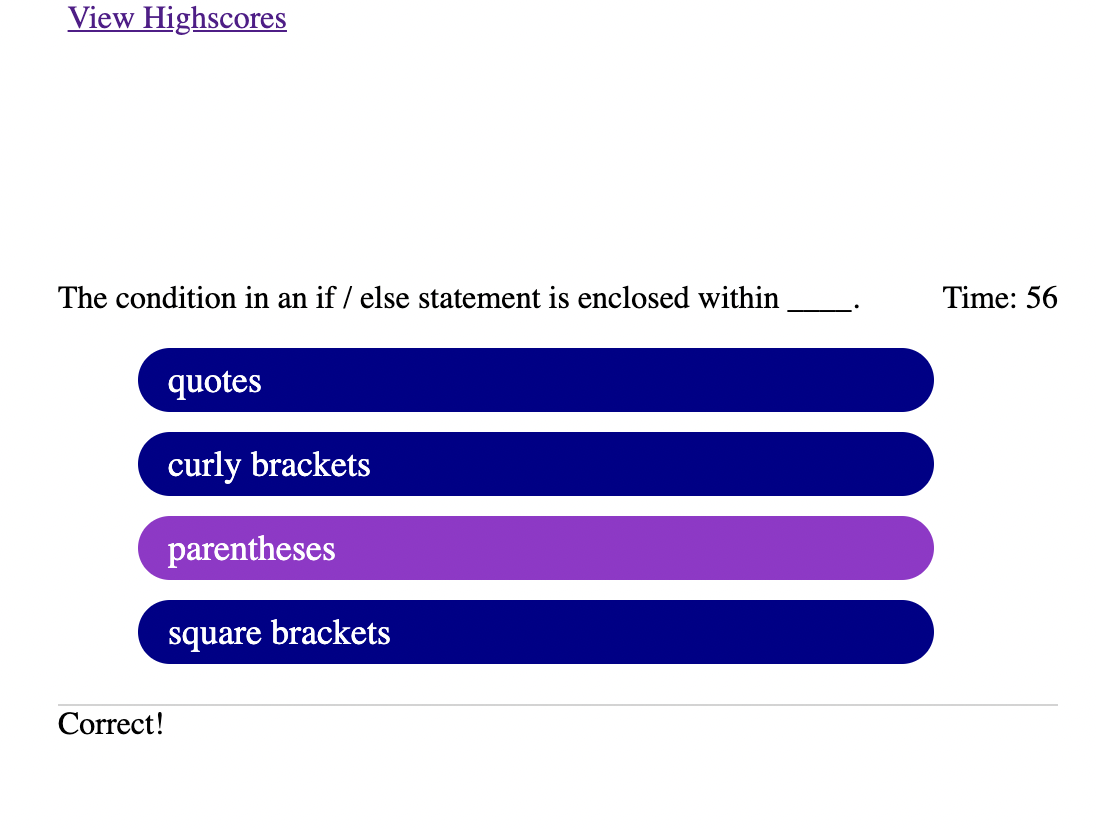 View Highscores
The condition in an if / else statement is enclosed within ____.
Time: 56
quotes
curly brackets
parentheses
square brackets
Correct!